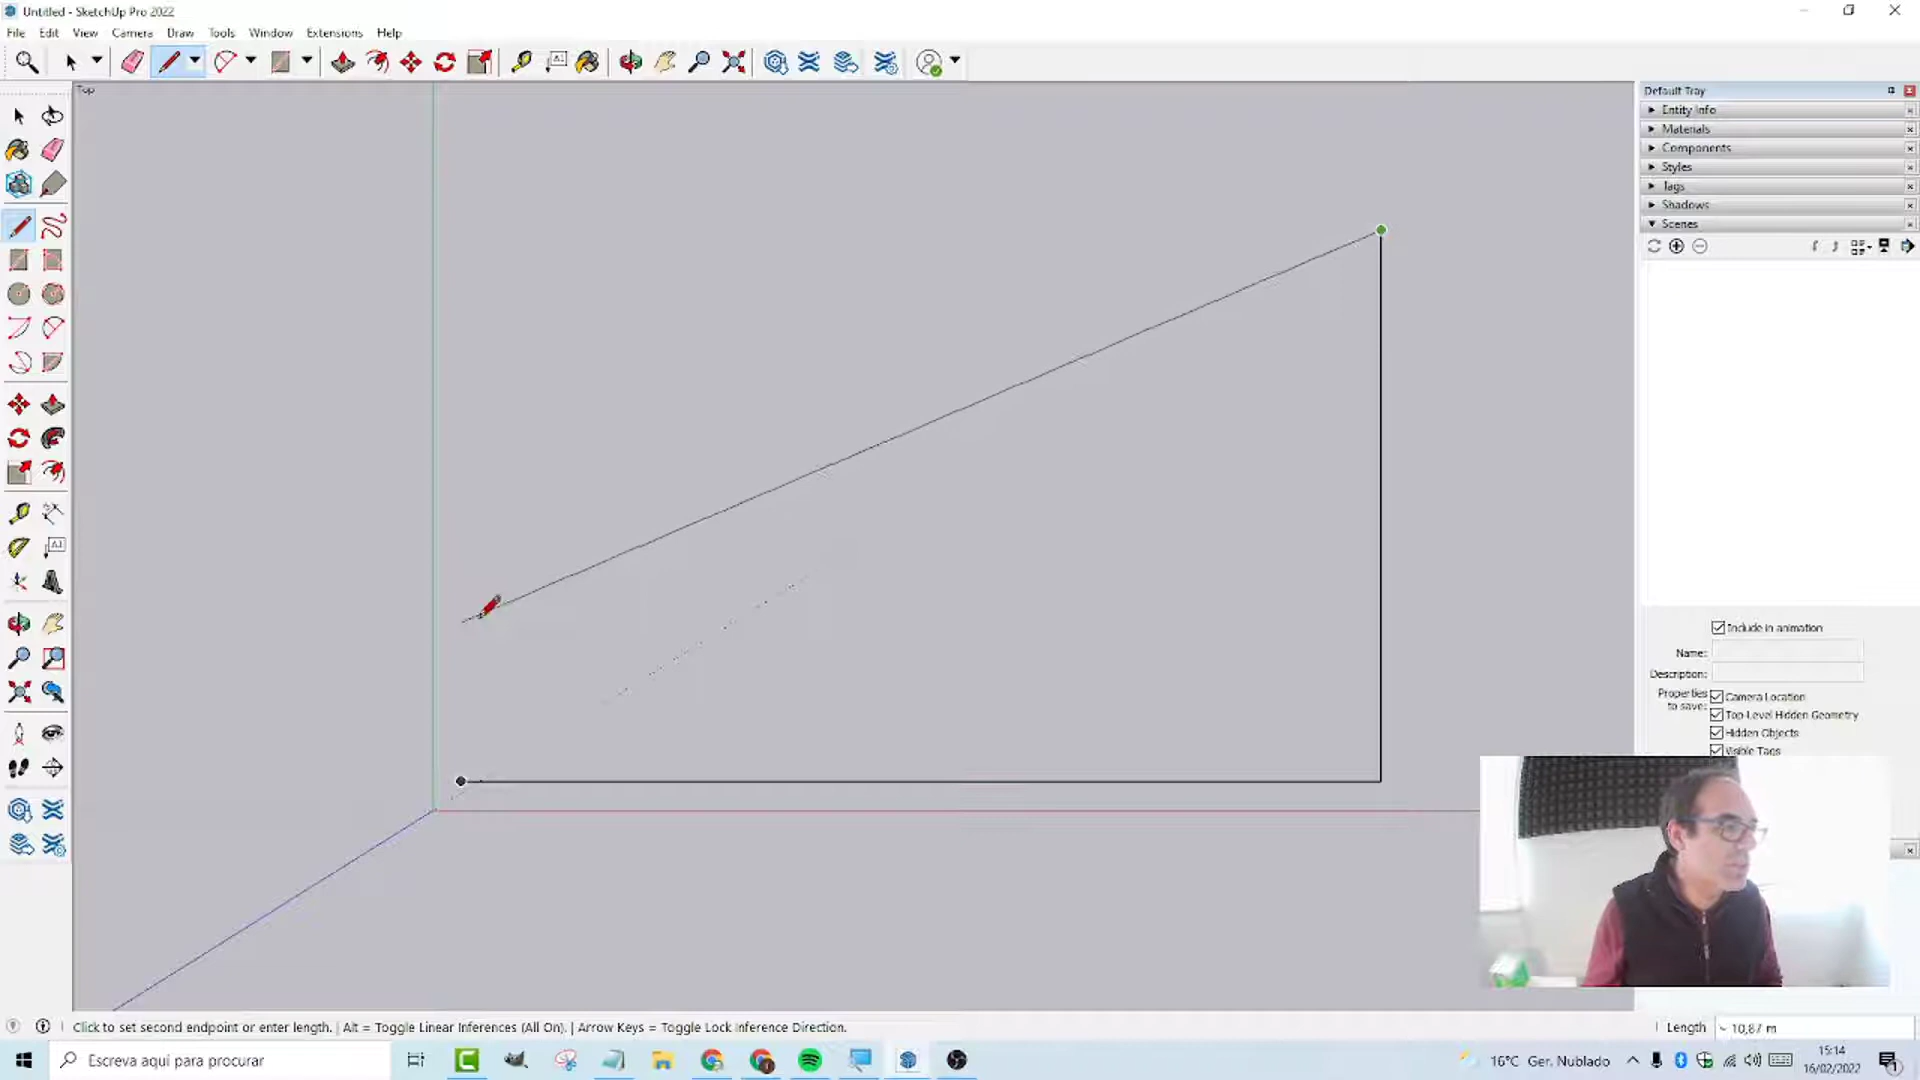 Untitled - SketchUp Pro 2022
File Edit View Camera Draw Tools Window Extensions Help
Top
Default Tray
Entity Info
Materials
Components
Styles
Tags
Shadows
Scenes
Include in animation
Name:
Description:
Properties to save:
Camera Location
Top-Level Hidden Geometry
Hidden Objects
Visible Tags
Click to set second endpoint or enter length. | Alt = Toggle Linear Inferences (All On). | Arrow Keys = Toggle Lock Inference Direction.
Length ~ 10,87 m
Escreva aqui para procurar
16°C Ger. Nublado
15:14
16/02/2022